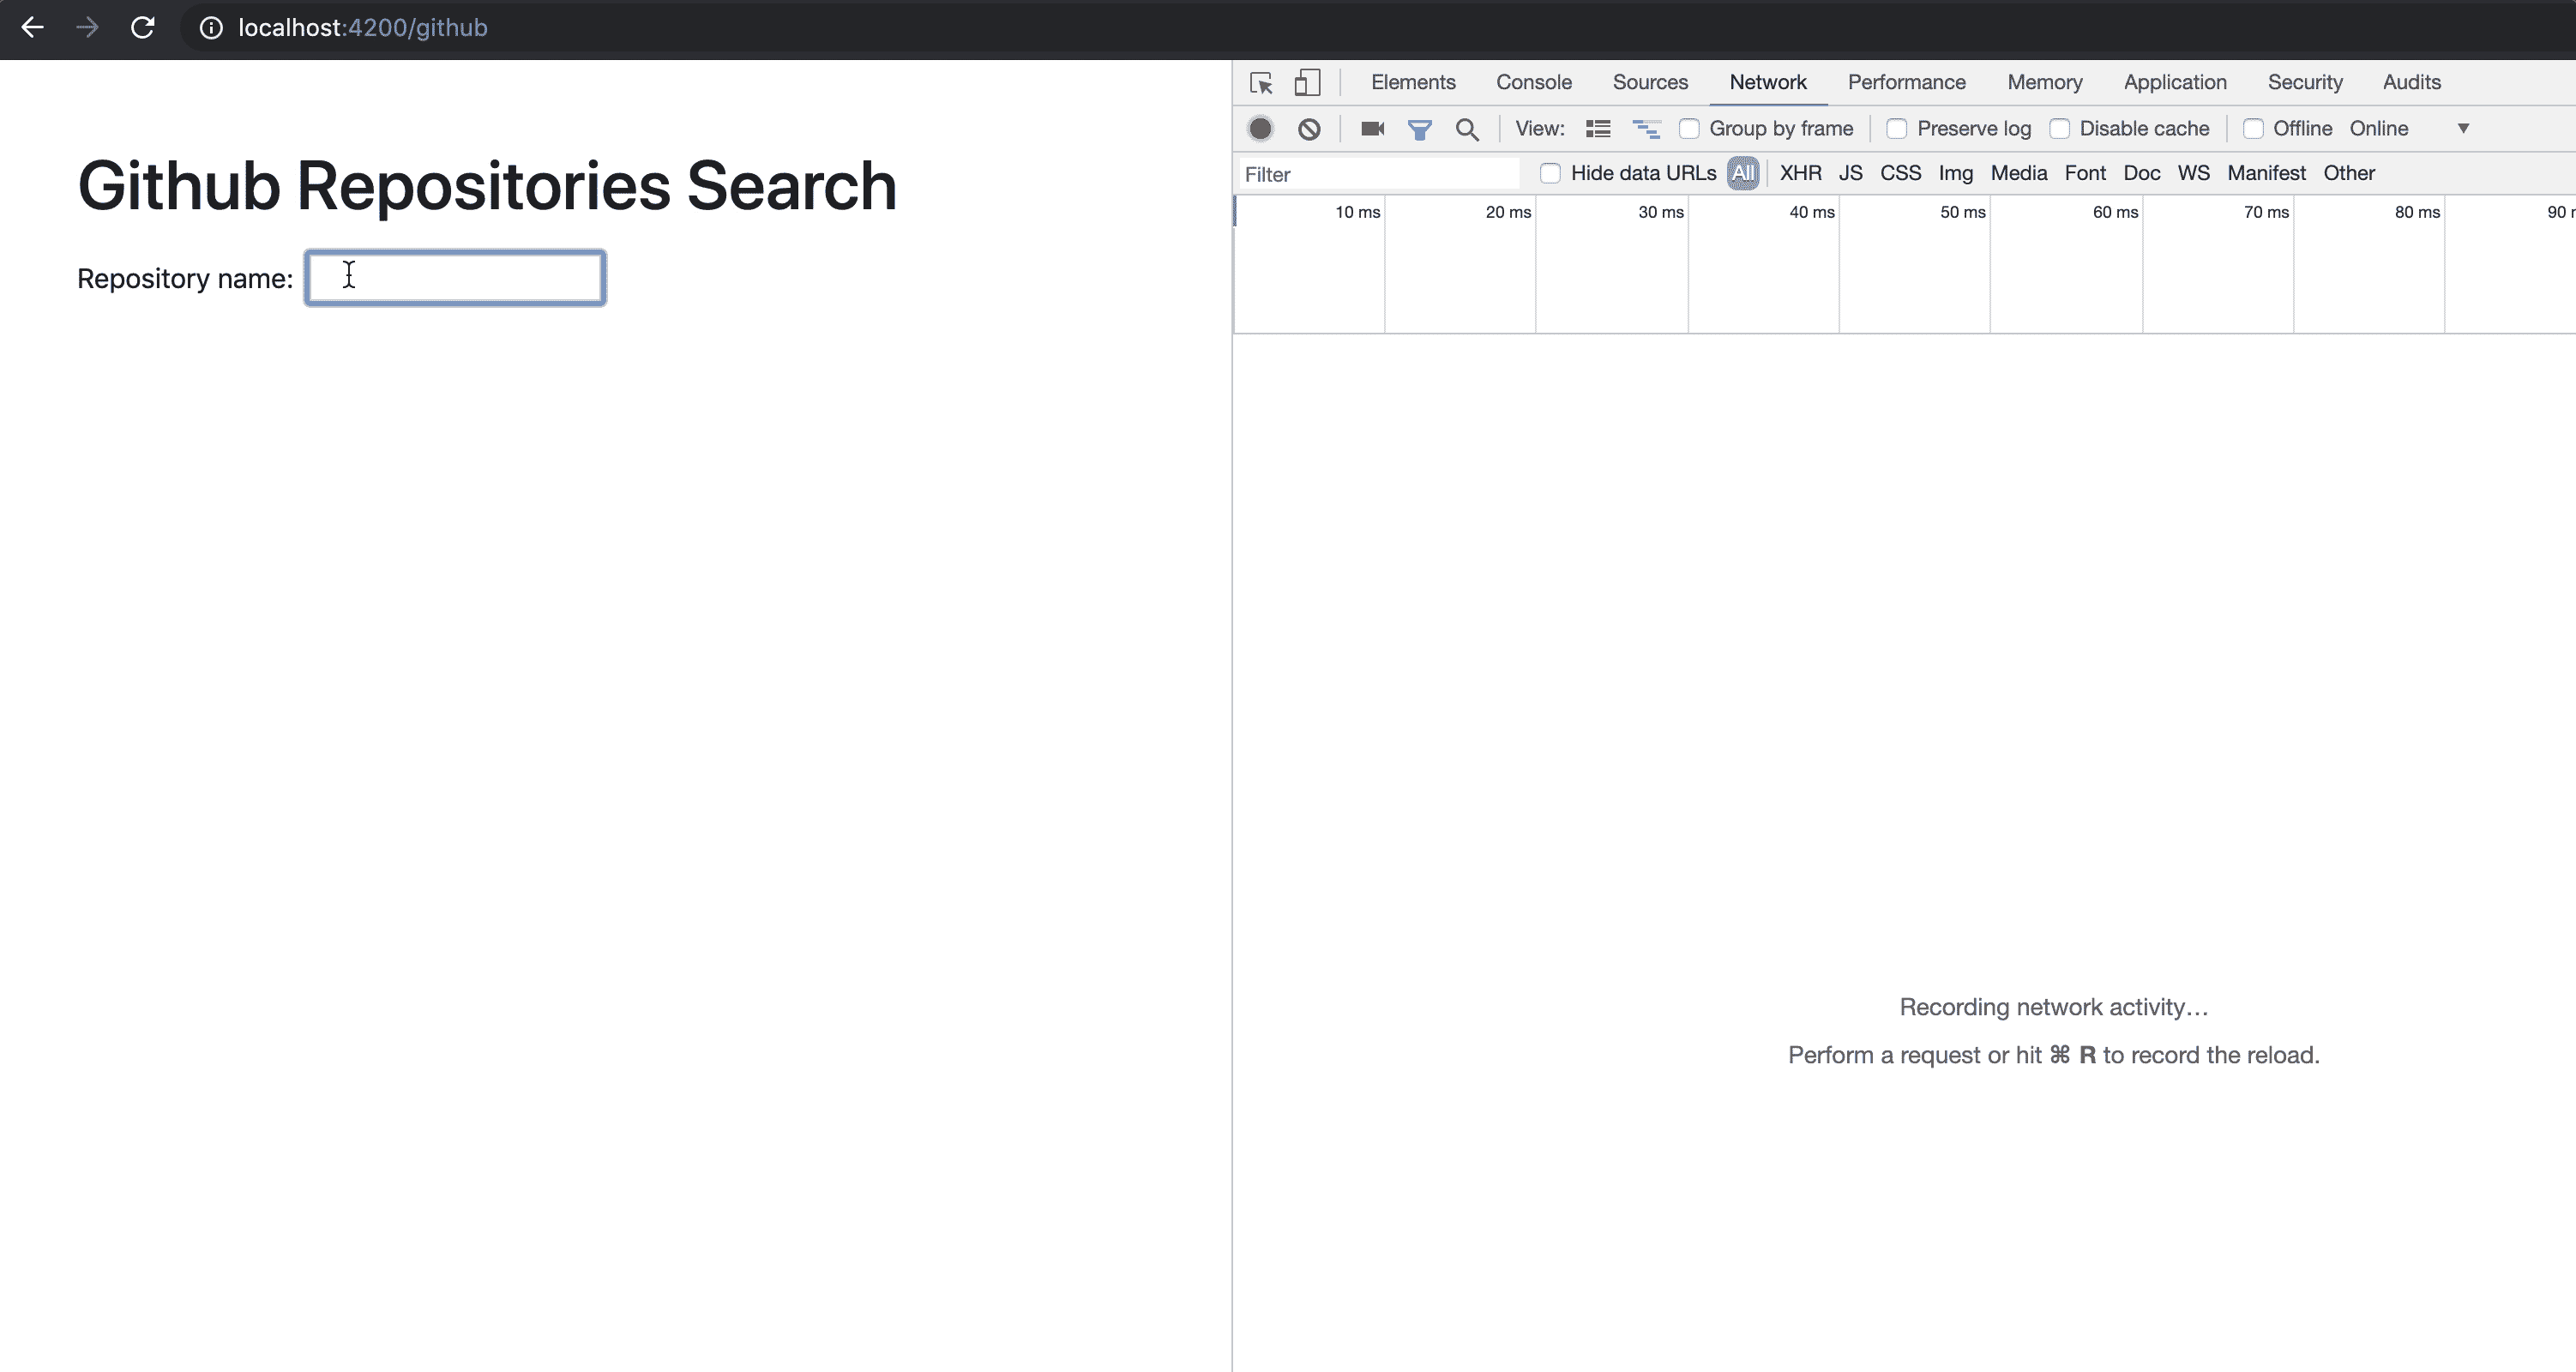 localhost:4200/github
Github Repositories Search
Repository name:
Elements Console Sources Network Performance Memory Application Security Audits
View: Group by frame Preserve log Disable cache Offline Online
Filter Hide data URLs All XHR JS CSS Img Media Font Doc WS Manifest Other
10 ms 20 ms 30 ms 40 ms 50 ms 60 ms 70 ms 80 ms 90
Recording network activity…
Perform a request or hit ⌘ R to record the reload.